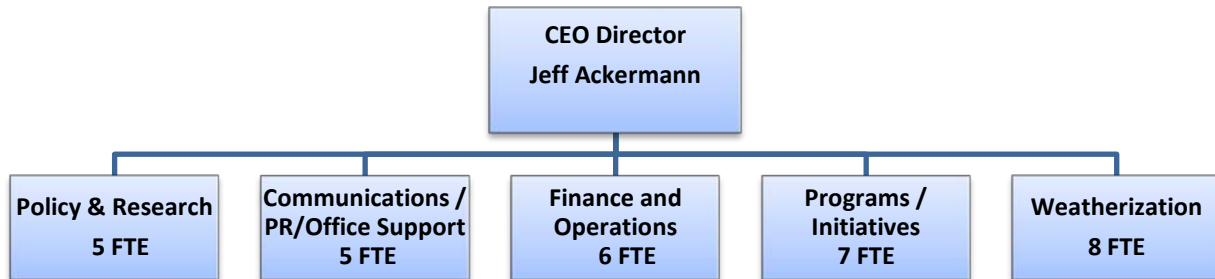 CEO Director
Jeff Ackermann
Policy & Research
5 FTE
Communications /
PR/Office Support
5 FTE
Finance and
Operations
6 FTE
Programs /
Initiatives
7 FTE
Weatherization
8 FTE